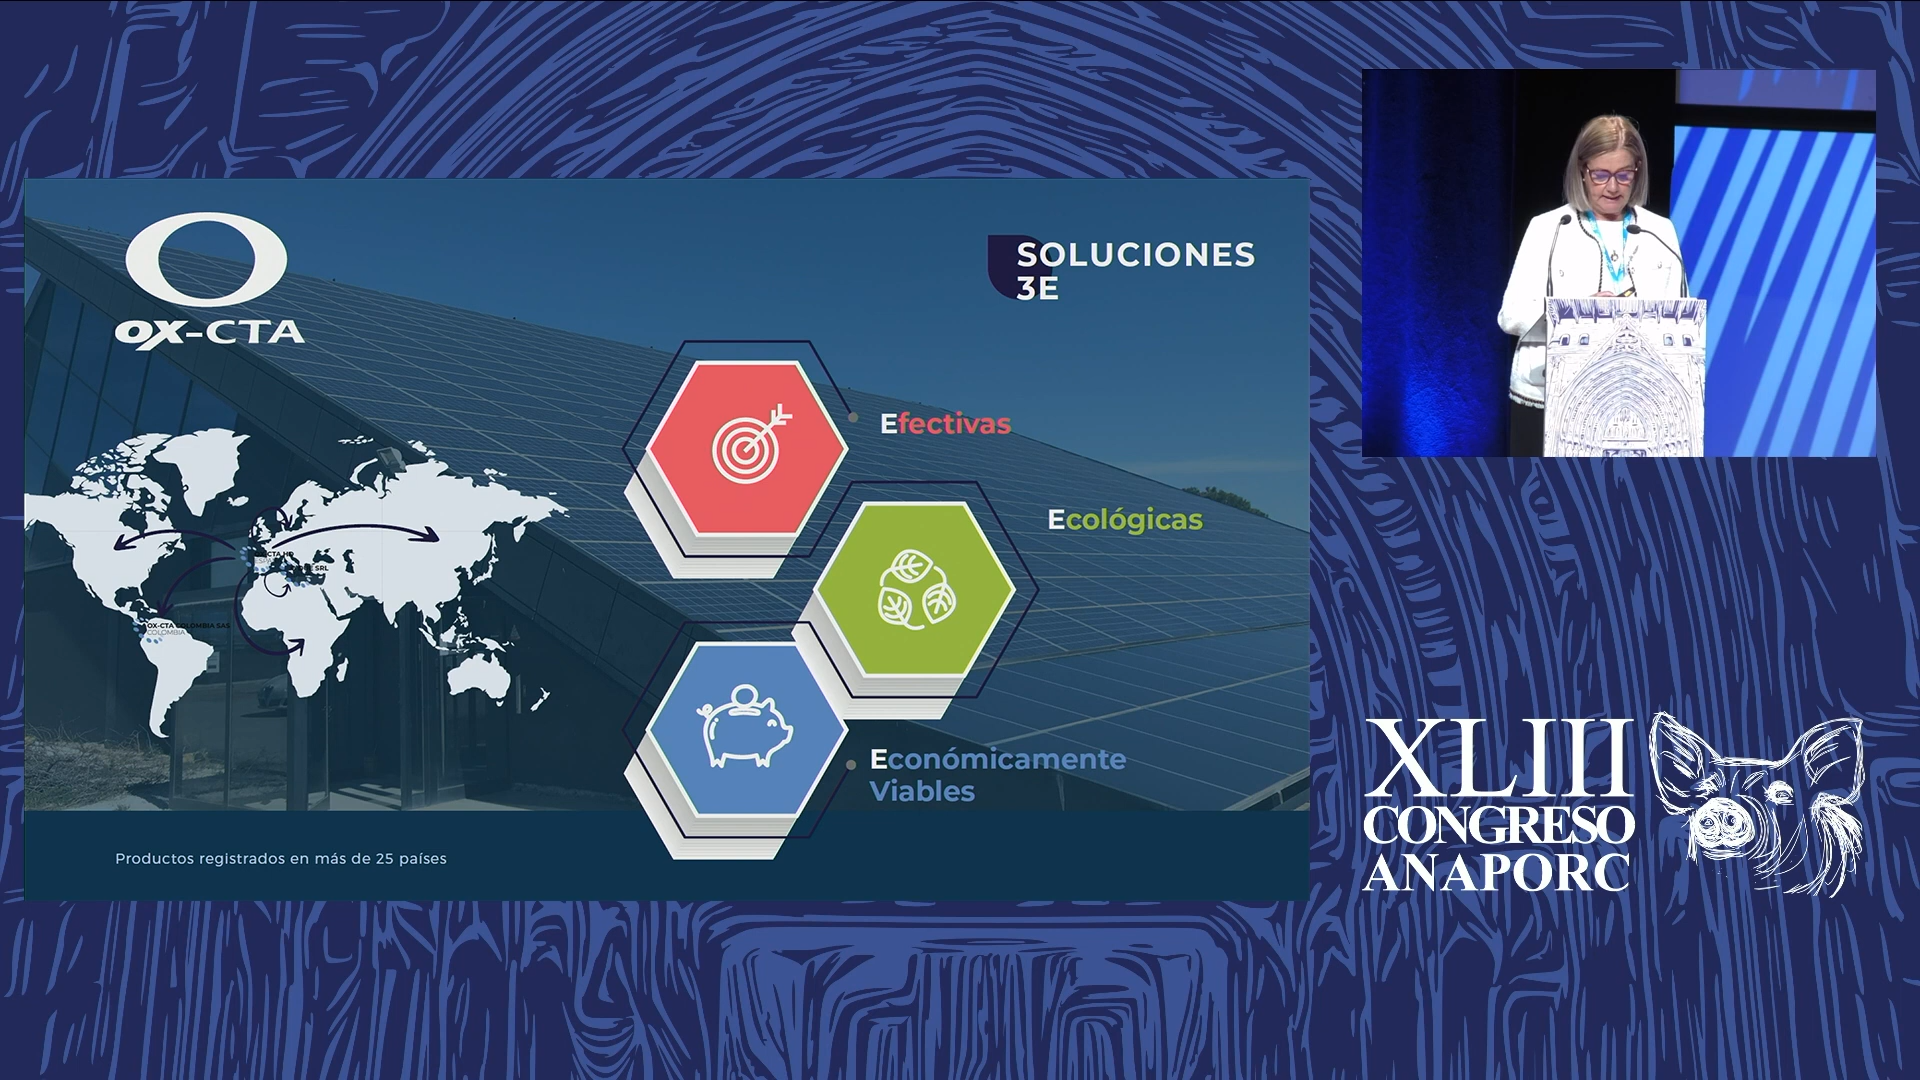 OX-CTA
SOLUCIONES
3E
Efectivas
Ecológicas
OX-CTA COLOMBIA SAS
COLOMBIA
Económicamente
Viables
Productos registrados en más de 25 países
XLIII
CONGRESO
ANAPORC